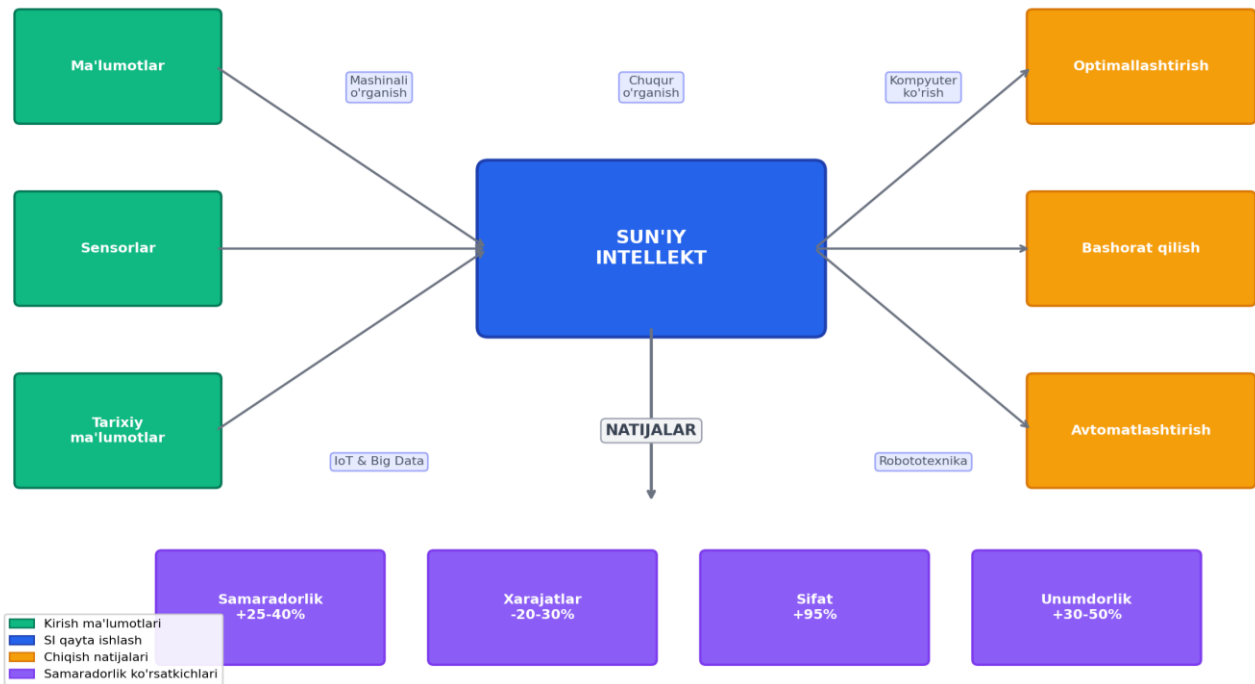 Ma'lumotlar
Mashinali
o'rganish
Chuqur
o'rganish
Kompyuter
ko'rish
Optimallashtirish
Sensorlar
SUN'IY
INTELLEKT
Bashorat qilish
Tarixiy
ma'lumotlar
NATIJALAR
Avtomatlashtirish
IoT & Big Data
Robototexnika
Samaradorlik
+25-40%
Xarajatlar
-20-30%
Sifat
+95%
Unumdorlik
+30-50%
Kirish ma'lumotlari
SI qayta ishlash
Chiqish natijalari
Samaradorlik ko'rsatkichlari